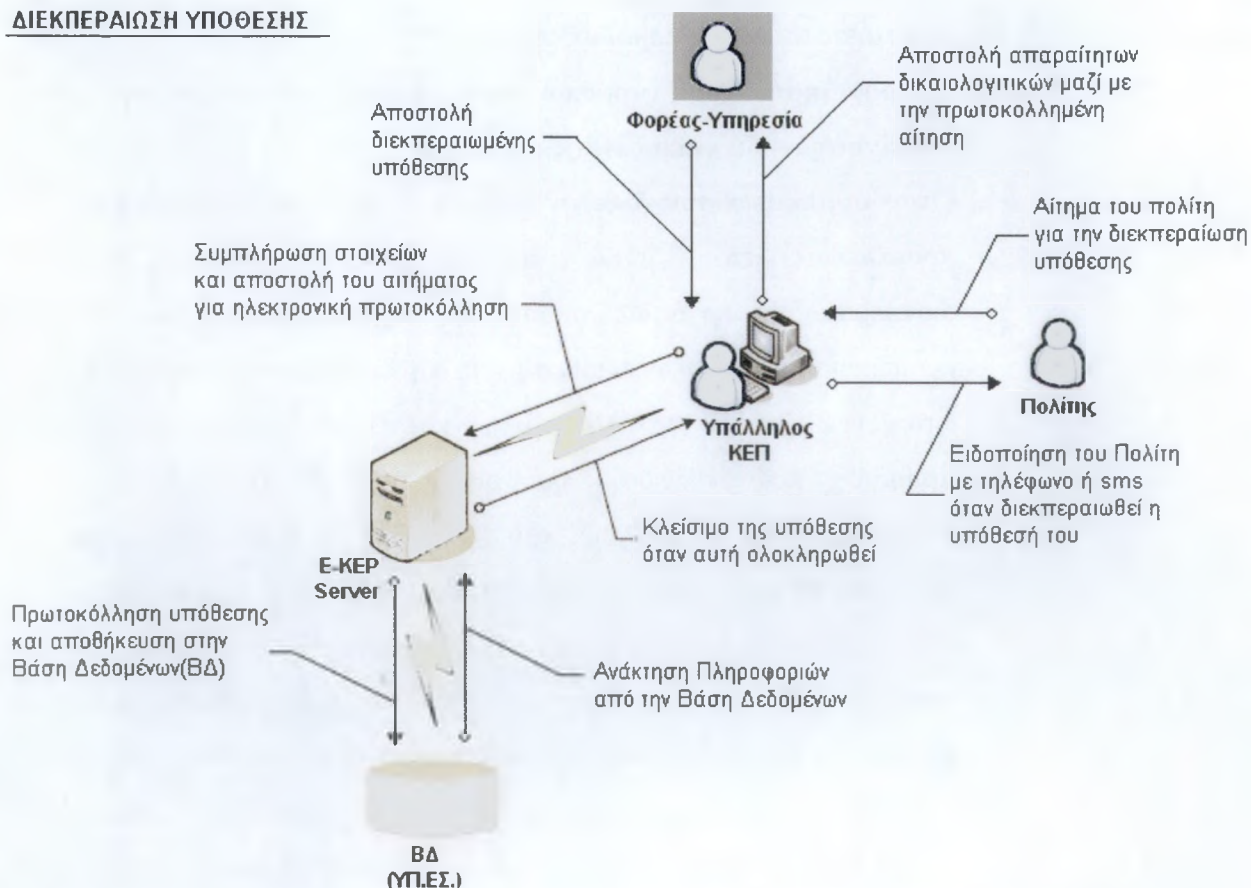 ΔΙΕΚΠΕΡΑΙΩΣΗ ΥΠΟΘΕΣΗΣ
Φορέας-Υπηρεσία
Αποστολή απαραίτητων
δικαιολογιτικών μαζί με
την πρωτοκολλημένη
αίτηση
Αποστολή
διεκπεραιωμένης
υπόθεσης
Αίτημα του πολίτη
για την διεκπεραίωση
υπόθεσης
Συμπλήρωση στοιχείων
και αποστολή του αιτήματος
για ηλεκτρονική πρωτοκόλληση
Πολίτης
Υπάλληλος
ΚΕΠ
Ειδοποίηση του Πολίτη
με τηλέφωνο ή sms
όταν διεκπεραιωθεί η
υπόθεσή του
Κλείσιμο της υπόθεσης
όταν αυτή ολοκληρωθεί
E-KEP
Server
Πρωτοκόλληση υπόθεσης
και αποθήκευση στην
Βάση Δεδομένων(ΒΔ)
Ανάκτηση Πληροφοριών
από την Βάση Δεδομένων
ΒΔ
(ΥΠ.ΕΣ.)